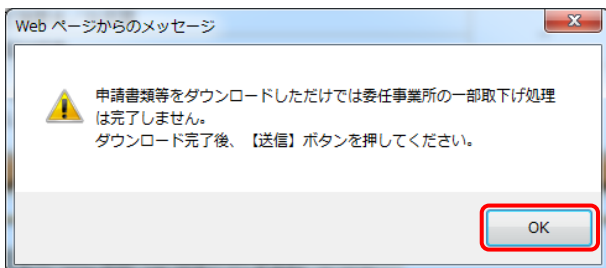 Web ページからのメッセージ
申請書類等をダウンロードしただけでは委任事業所の一部取下げ処理
は完了しません。
ダウンロード完了後、【送信】ボタンを押してください。
OK